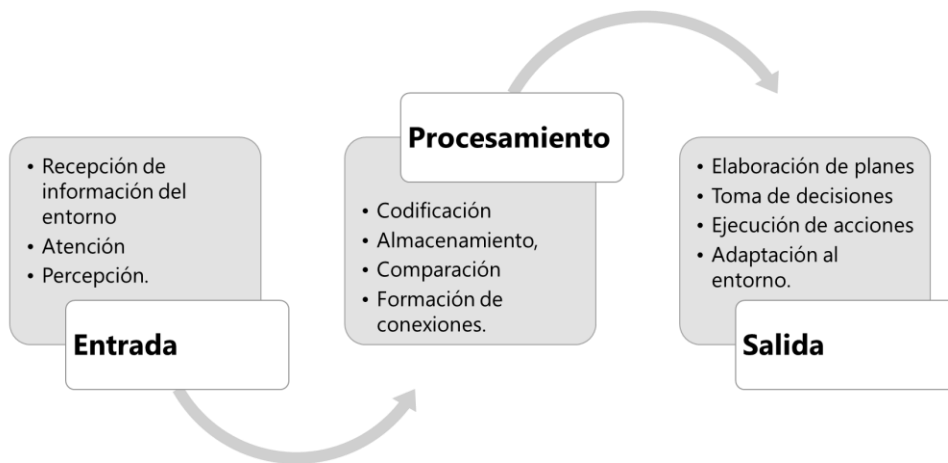 • Recepción de
información del
entorno
• Atención
• Percepción.
Entrada
Procesamiento
• Codificación
• Almacenamiento,
• Comparación
• Formación de
conexiones.
• Elaboración de planes
• Toma de decisiones
• Ejecución de acciones
• Adaptación al
entorno.
Salida